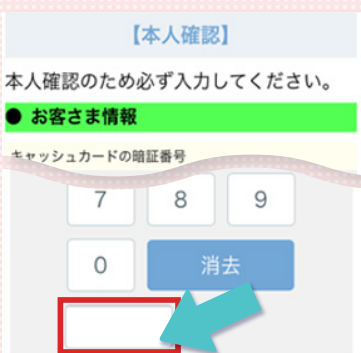 【本人確認】
本人確認のため必ず入力してください。
● お客さま情報
キャッシュカードの暗証番号
7 8 9
0 消去